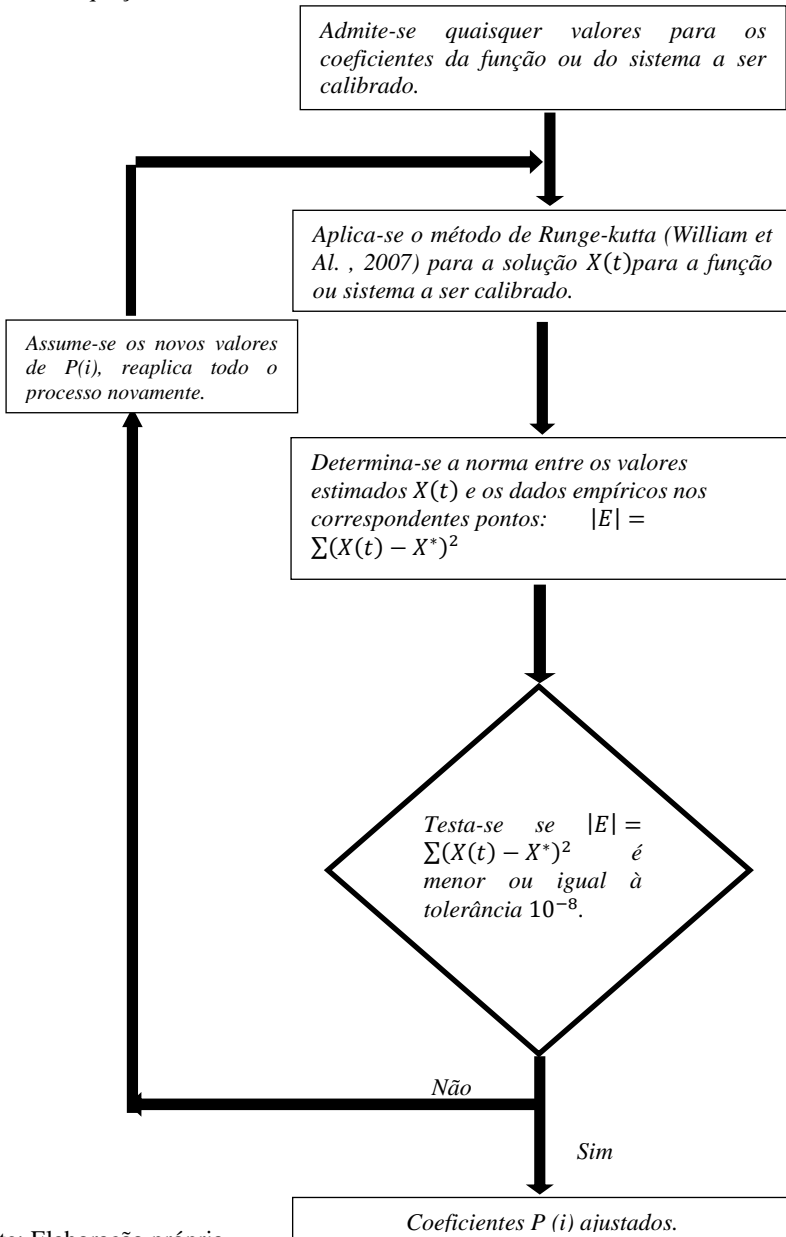 Admite-se quaisquer valores para os
coeficientes da função ou do sistema a ser
calibrado.
Aplica-se o método de Runge-kutta (William et
Al. , 2007) para a solução X(t)para a função
ou sistema a ser calibrado.
Assume-se os novos valores
de P(i), reaplica todo o
processo novamente.
Determina-se a norma entre os valores
estimados X(t) e os dados empíricos nos
correspondentes pontos: |E| =
∑(X(t) − X*)²
Testa-se se |E| =
∑(X(t) − X*)² é
menor ou igual à
tolerância 10⁻⁸.
Não
Sim
Coeficientes P (i) ajustados.
Elaboração própria